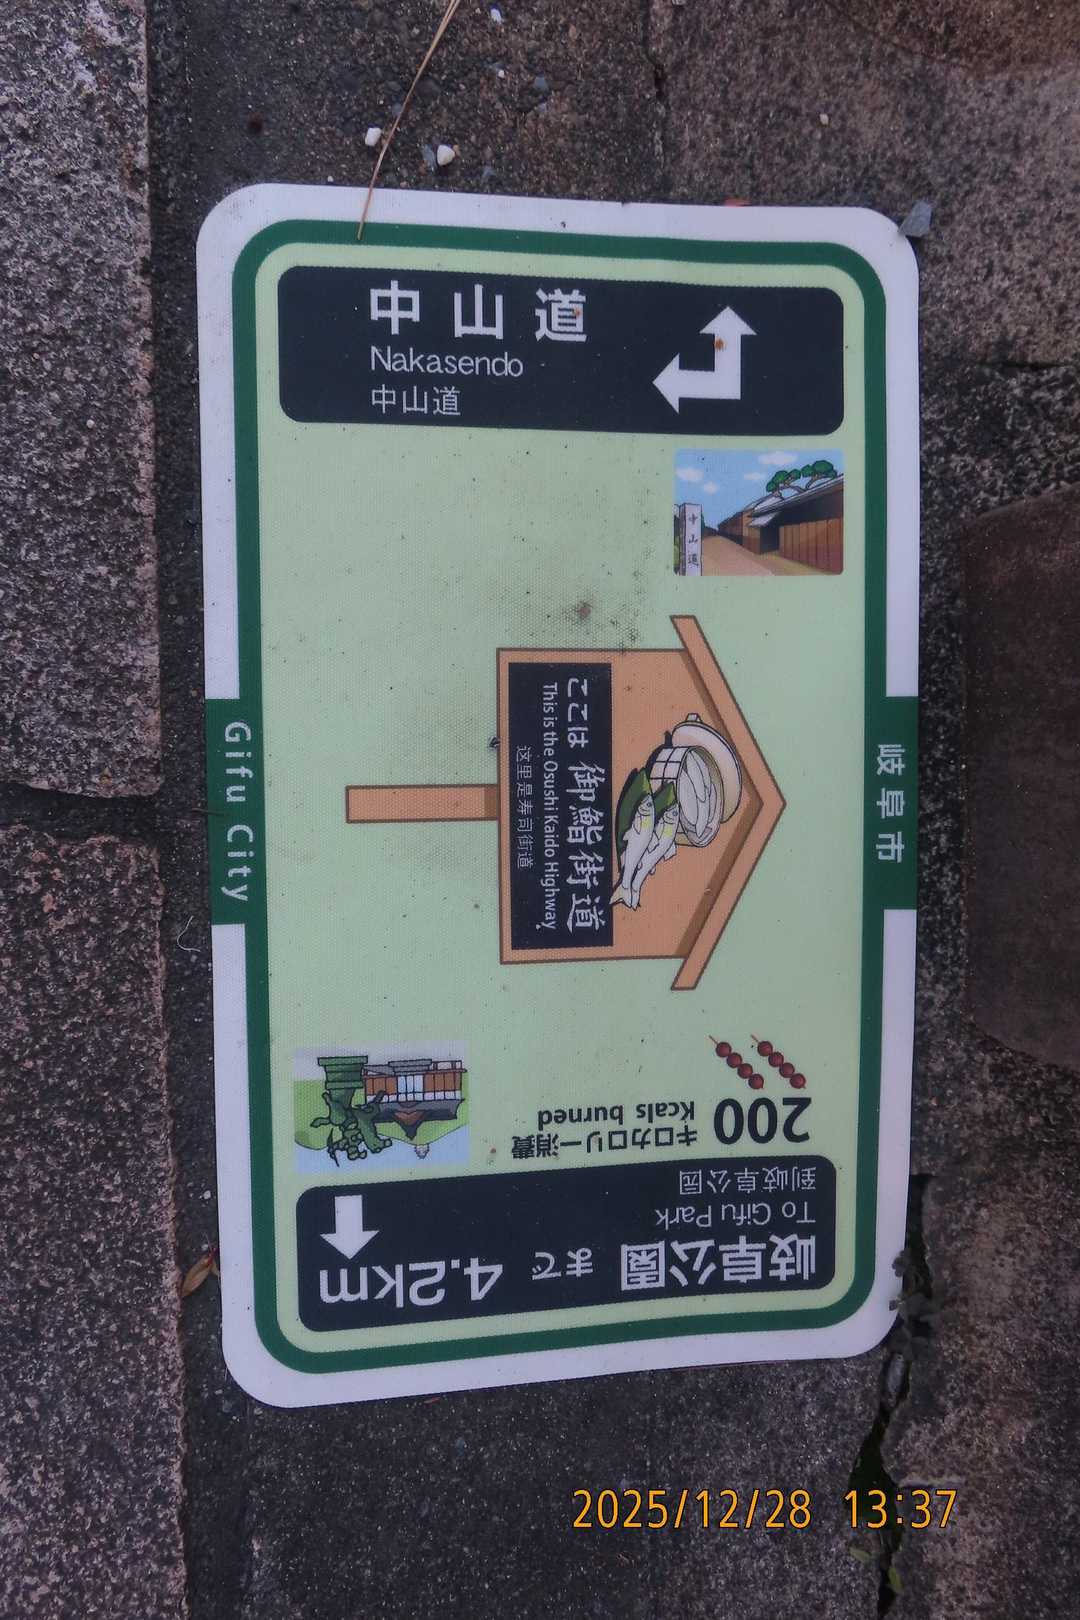 中山道
Nakasendo
中山道
中山道
岐阜市
ここは 御鮨街道
This is the Osushi Kaido Highway.
这里是寿司街道
Gifu City
200
キロカロリー消費
Kcals burned
岐阜公園 まで 4.2km
To Gifu Park
到岐阜公园
2025/12/28 13:37